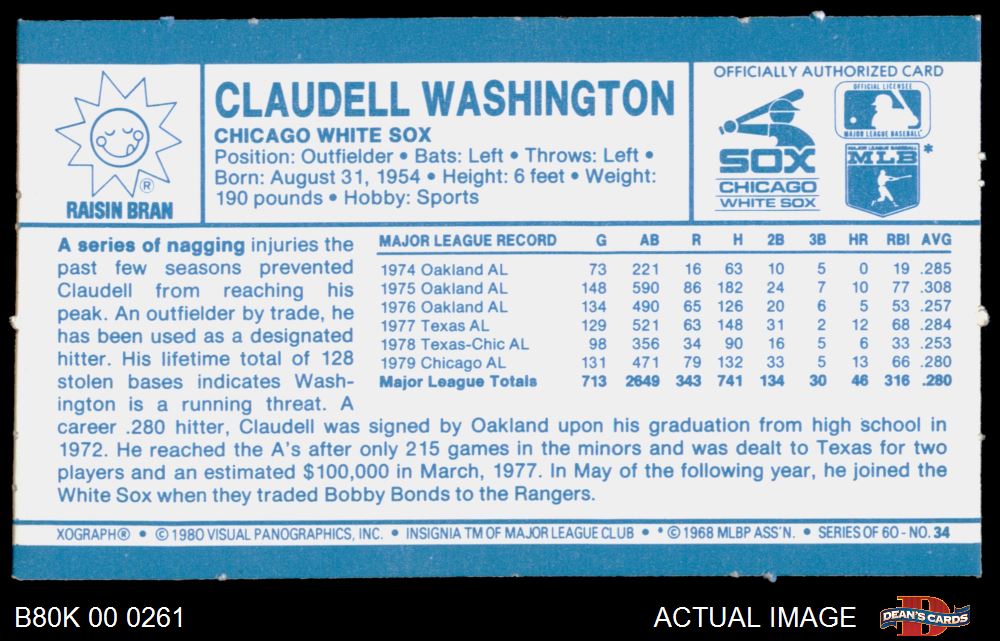 RAISIN BRAN
®
CLAUDELL WASHINGTON
CHICAGO WHITE SOX
Position: Outfielder • Bats: Left • Throws: Left •
Born: August 31, 1954 • Height: 6 feet • Weight:
190 pounds • Hobby: Sports
OFFICIALLY AUTHORIZED CARD
SOX
CHICAGO
WHITE SOX
OFFICIAL LICENSEE
MAJOR LEAGUE BASEBALL
MAJOR LEAGUE BASEBALL
MLB *
A series of nagging injuries the
past few seasons prevented
Claudell from reaching his
peak. An outfielder by trade, he
has been used as a designated
hitter. His lifetime total of 128
stolen bases indicates Wash-
ington is a running threat. A
career .280 hitter, Claudell was signed by Oakland upon his graduation from high school in
1972. He reached the A's after only 215 games in the minors and was dealt to Texas for two
players and an estimated $100,000 in March, 1977. In May of the following year, he joined the
White Sox when they traded Bobby Bonds to the Rangers.
MAJOR LEAGUE RECORD G AB R H 2B 3B HR RBI AVG
1974 Oakland AL 73 221 16 63 10 5 0 19 .285
1975 Oakland AL 148 590 86 182 24 7 10 77 .308
1976 Oakland AL 134 490 65 126 20 6 5 53 .257
1977 Texas AL 129 521 63 148 31 2 12 68 .284
1978 Texas-Chic AL 98 356 34 90 16 5 6 33 .253
1979 Chicago AL 131 471 79 132 33 5 13 66 .280
Major League Totals 713 2649 343 741 134 30 46 316 .280
XOGRAPH® • © 1980 VISUAL PANOGRAPHICS, INC. • INSIGNIA TM OF MAJOR LEAGUE CLUB • * © 1968 MLBP ASS'N. • SERIES OF 60 - NO. 34
B80K 00 0261
ACTUAL IMAGE
DEAN'S CARDS